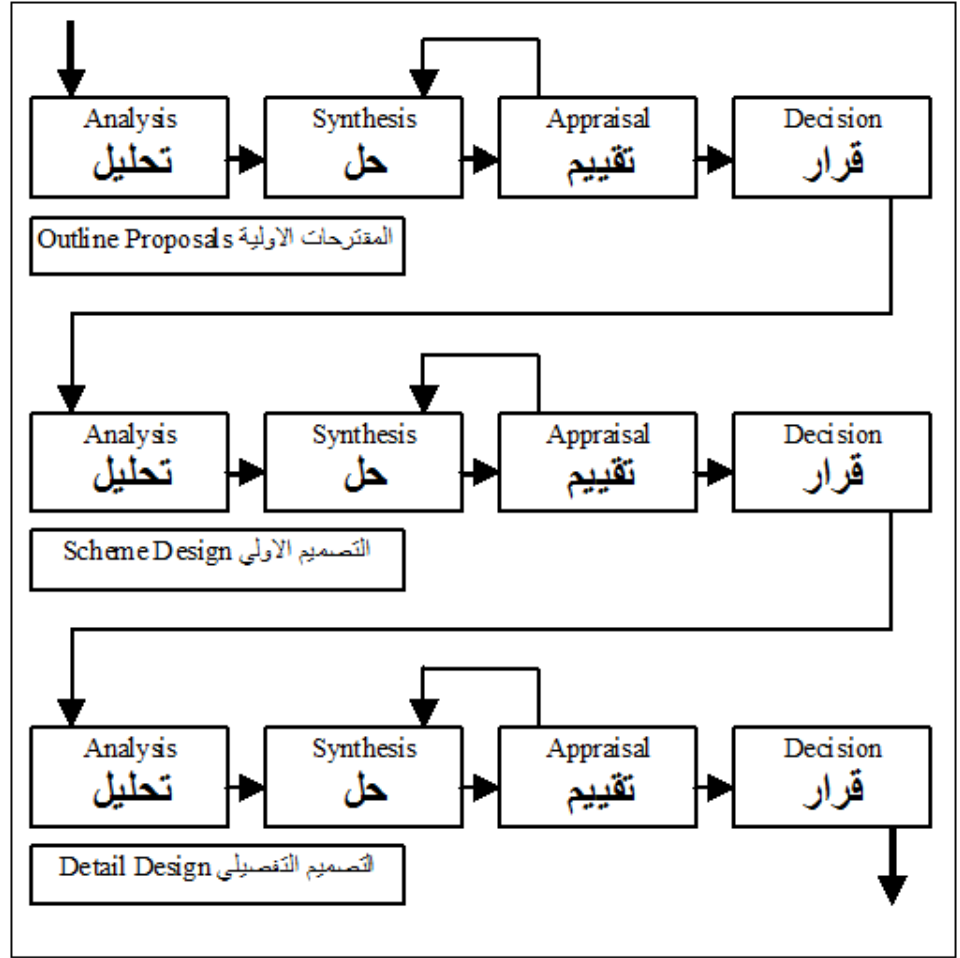 Analysis
تحليل
Synthesis
حل
Appraisal
تقييم
Decision
قرار
Outline Proposals المقترحات الاولية
Analysis
تحليل
Synthesis
حل
Appraisal
تقييم
Decision
قرار
Scheme Design التصميم الاولي
Analysis
تحليل
Synthesis
حل
Appraisal
تقييم
Decision
قرار
Detail Design التصميم التفصيلي